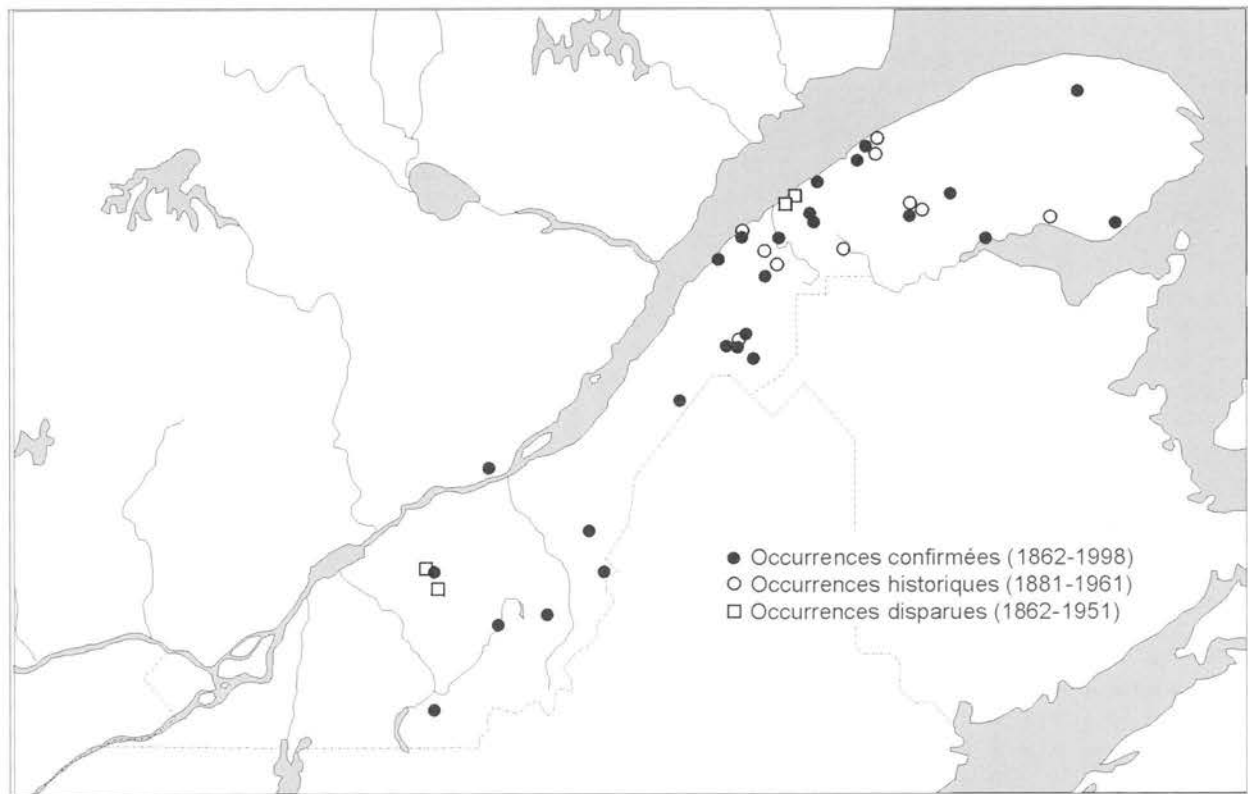 Occurrences confirmées (1862-1998)
Occurrences historiques (1881-1961)
Occurrences disparues (1862-1951)